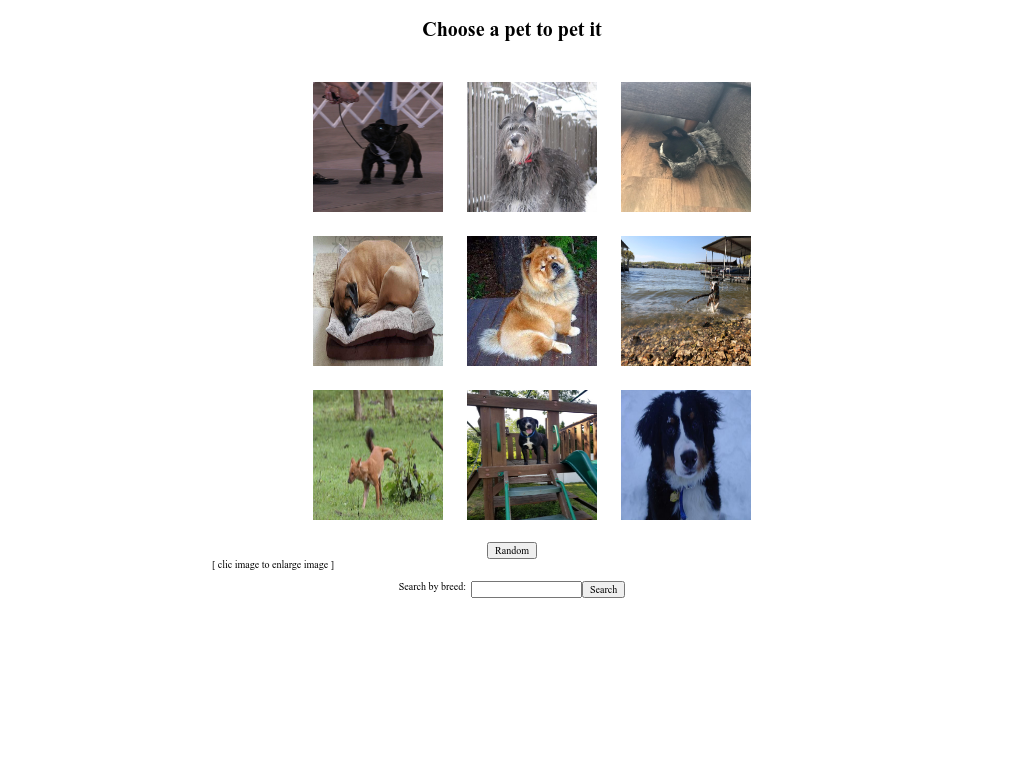 Choose a pet to pet it
Random
[ clic image to enlarge image ]
Search by breed:
Search